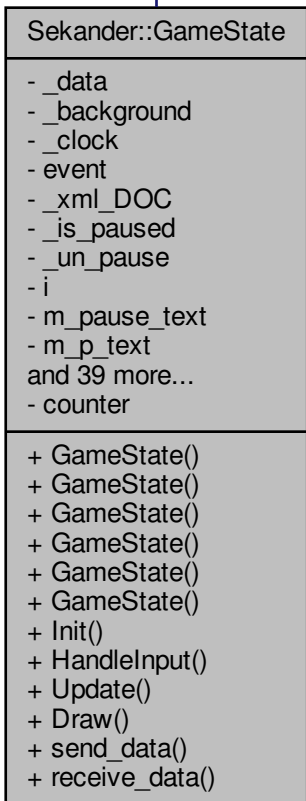 Sekander::GameState
- _data
- _background
- _clock
- event
- _xml_DOC
- _is_paused
- _un_pause
- i
- m_pause_text
- m_p_text
and 39 more...
- counter
+ GameState()
+ GameState()
+ GameState()
+ GameState()
+ GameState()
+ GameState()
+ Init()
+ HandleInput()
+ Update()
+ Draw()
+ send_data()
+ receive_data()